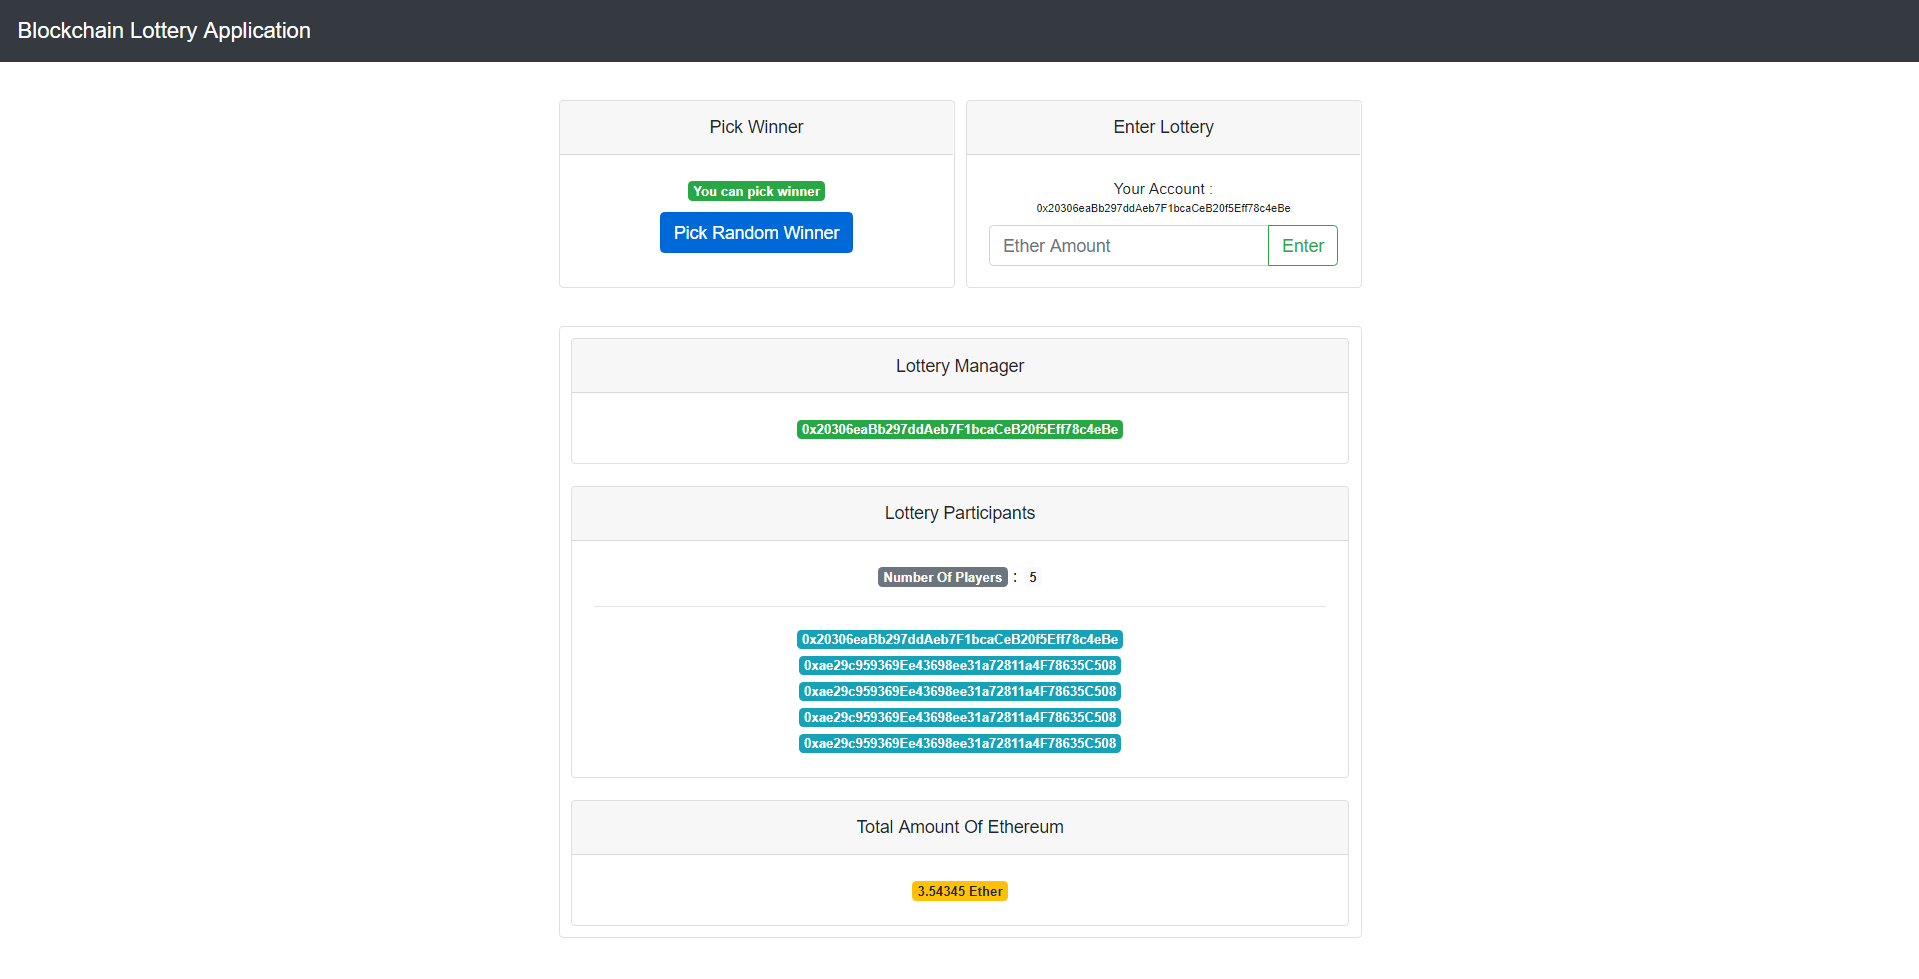 Blockchain Lottery Application
Pick Winner
You can pick winner
Pick Random Winner
Enter Lottery
Your Account :
0x20306eaBb297ddAeb7F1bcaCeB20f5Eff78c4eBe
Ether Amount
Enter
Lottery Manager
0x20306eaBb297ddAeb7F1bcaCeB20f5Eff78c4eBe
Lottery Participants
Number Of Players : 5
0x20306eaBb297ddAeb7F1bcaCeB20f5Eff78c4eBe
0xae29c959369Ee43698ee31a72811a4F78635C508
0xae29c959369Ee43698ee31a72811a4F78635C508
0xae29c959369Ee43698ee31a72811a4F78635C508
0xae29c959369Ee43698ee31a72811a4F78635C508
Total Amount Of Ethereum
3.54345 Ether